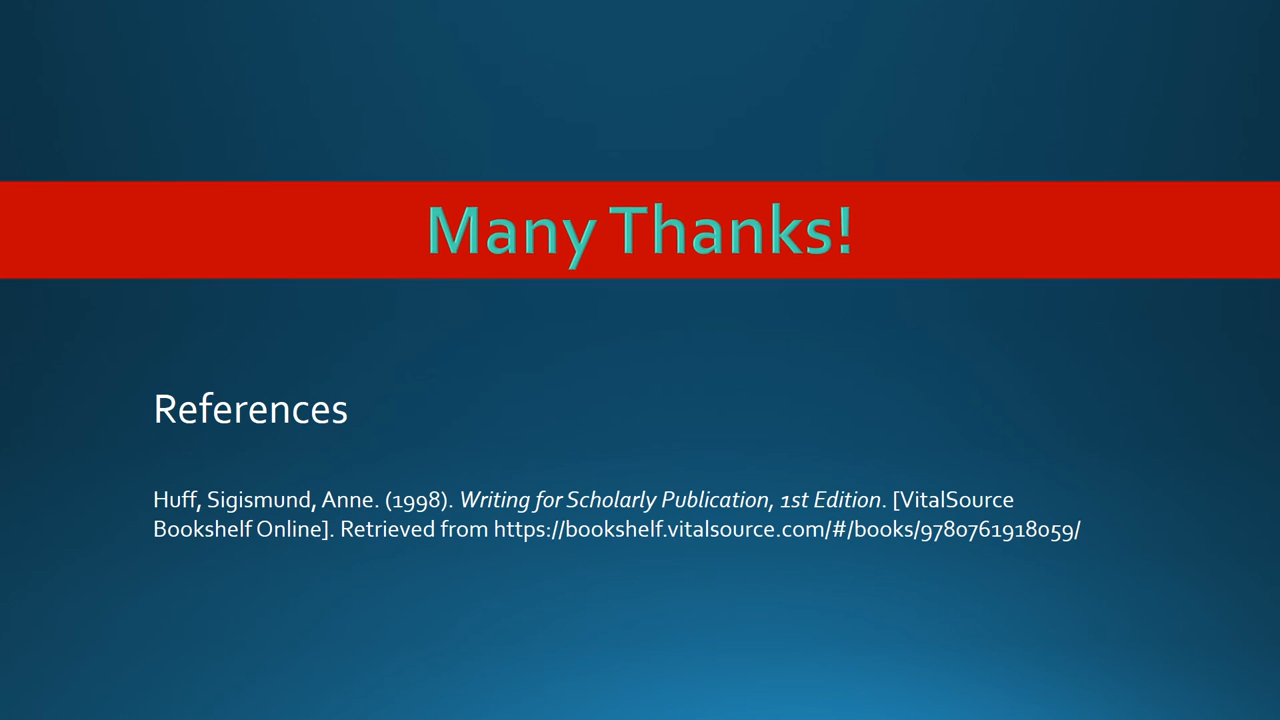 Many Thanks!
References
Huff, Sigismund, Anne. (1998). Writing for Scholarly Publication, 1st Edition. [VitalSource
Bookshelf Online]. Retrieved from https://bookshelf.vitalsource.com/#/books/9780761918059/